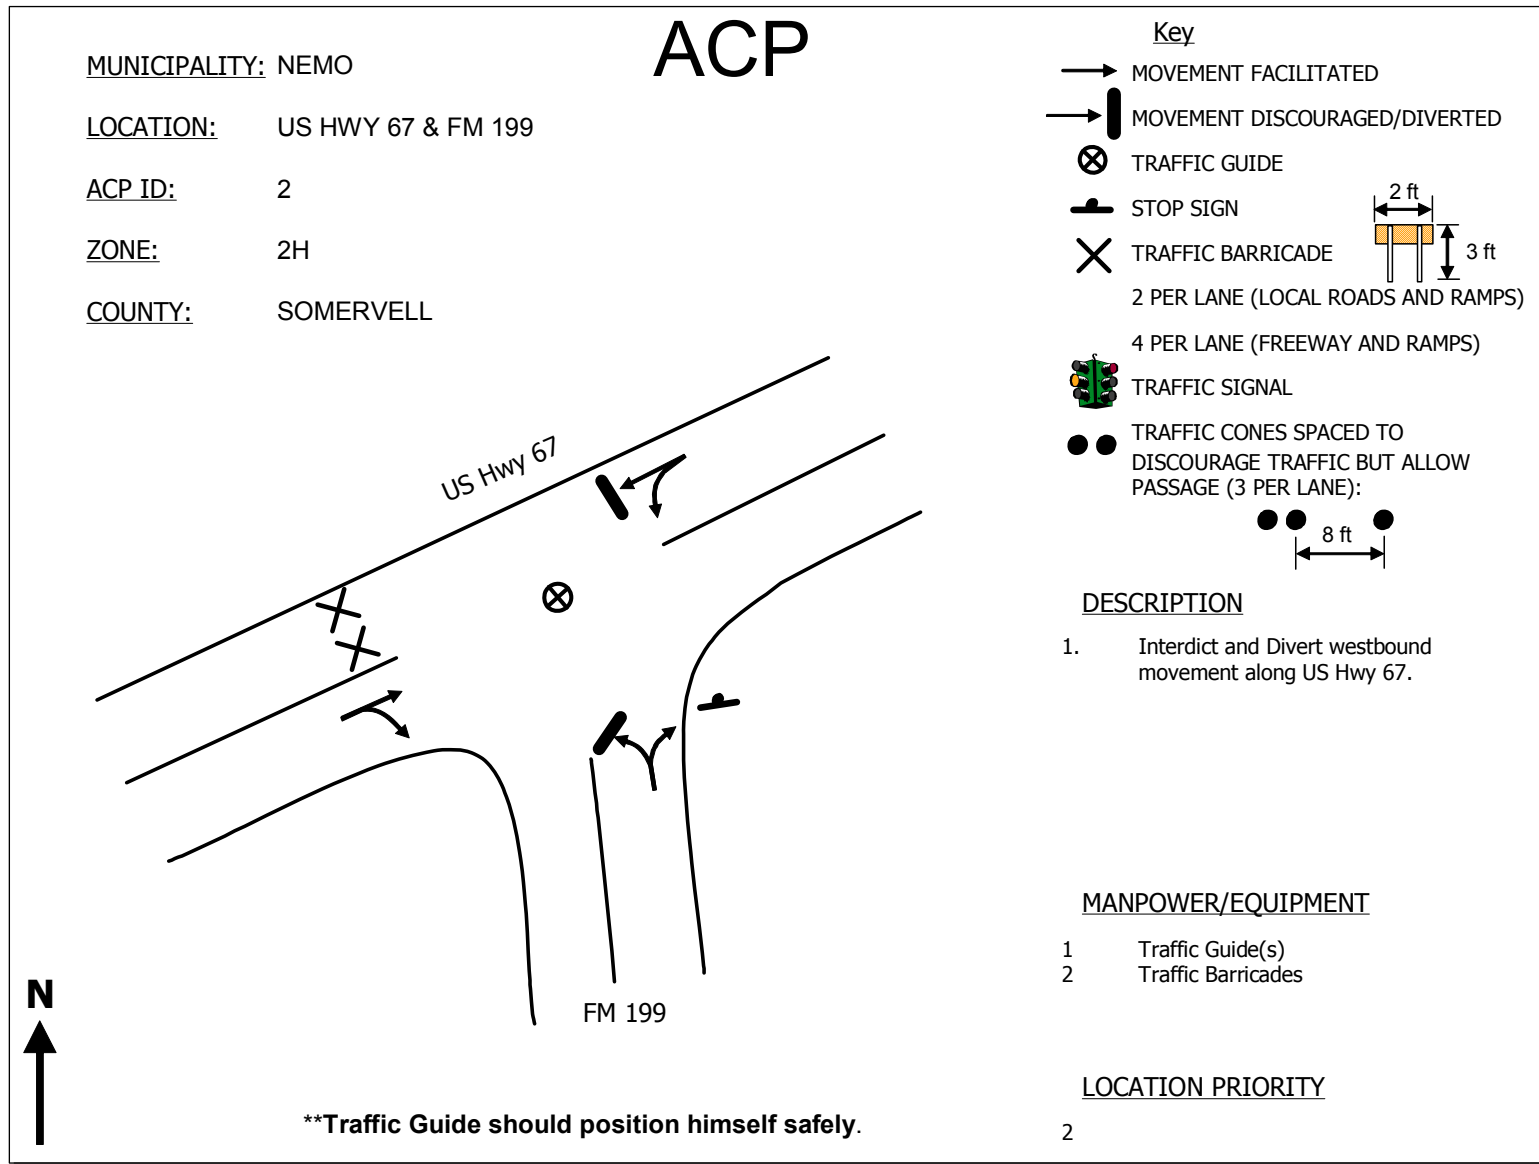 ACP
MUNICIPALITY: NEMO
LOCATION: US HWY 67 & FM 199
ACP ID: 2
ZONE: 2H
COUNTY: SOMERVELL
US Hwy 67
FM 199
N
**Traffic Guide should position himself safely.
Key
MOVEMENT FACILITATED
MOVEMENT DISCOURAGED/DIVERTED
TRAFFIC GUIDE
STOP SIGN
2 ft
TRAFFIC BARRICADE
3 ft
2 PER LANE (LOCAL ROADS AND RAMPS)
4 PER LANE (FREEWAY AND RAMPS)
TRAFFIC SIGNAL
TRAFFIC CONES SPACED TO
DISCOURAGE TRAFFIC BUT ALLOW
PASSAGE (3 PER LANE):
8 ft
DESCRIPTION
1. Interdict and Divert westbound
movement along US Hwy 67.
MANPOWER/EQUIPMENT
1 Traffic Guide(s)
2 Traffic Barricades
LOCATION PRIORITY
2